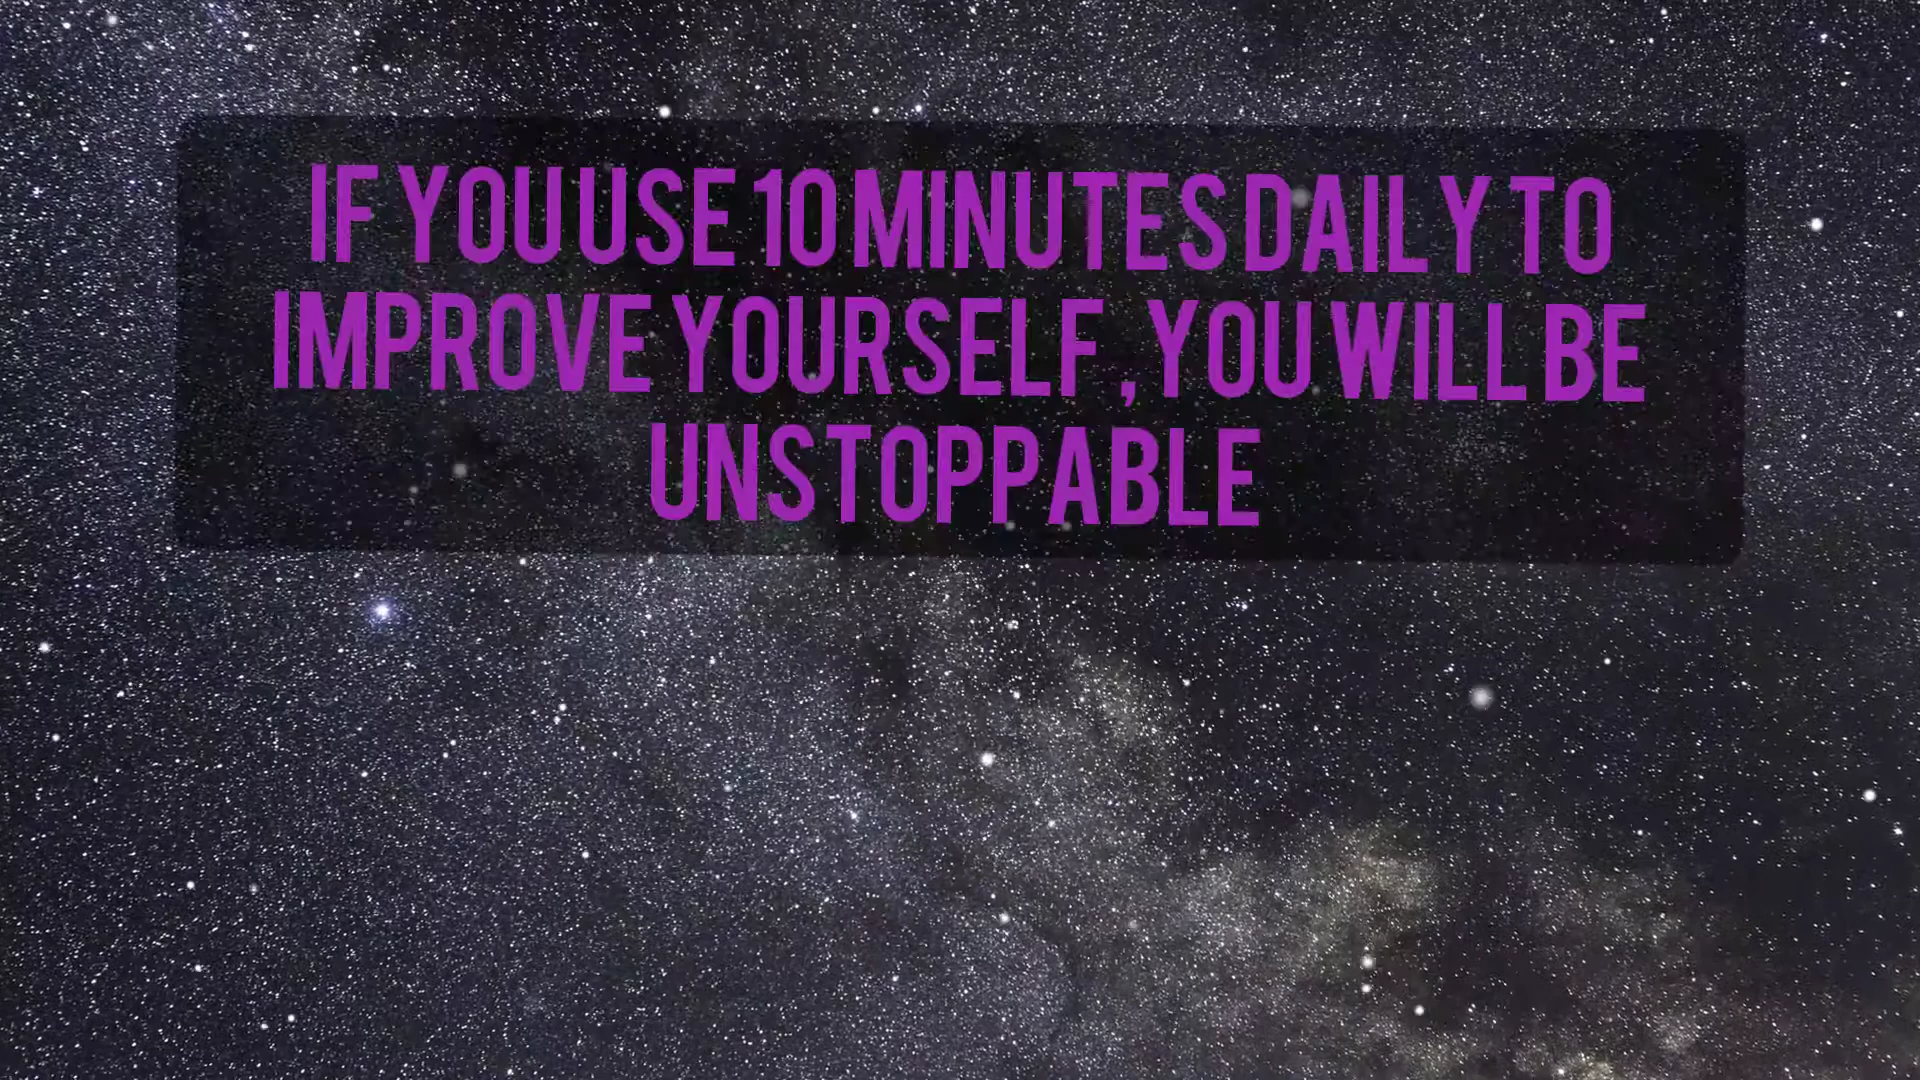 IF YOU USE 10 MINUTES DAILY TO
IMPROVE YOURSELF , YOU WILL BE
UNSTOPPABLE